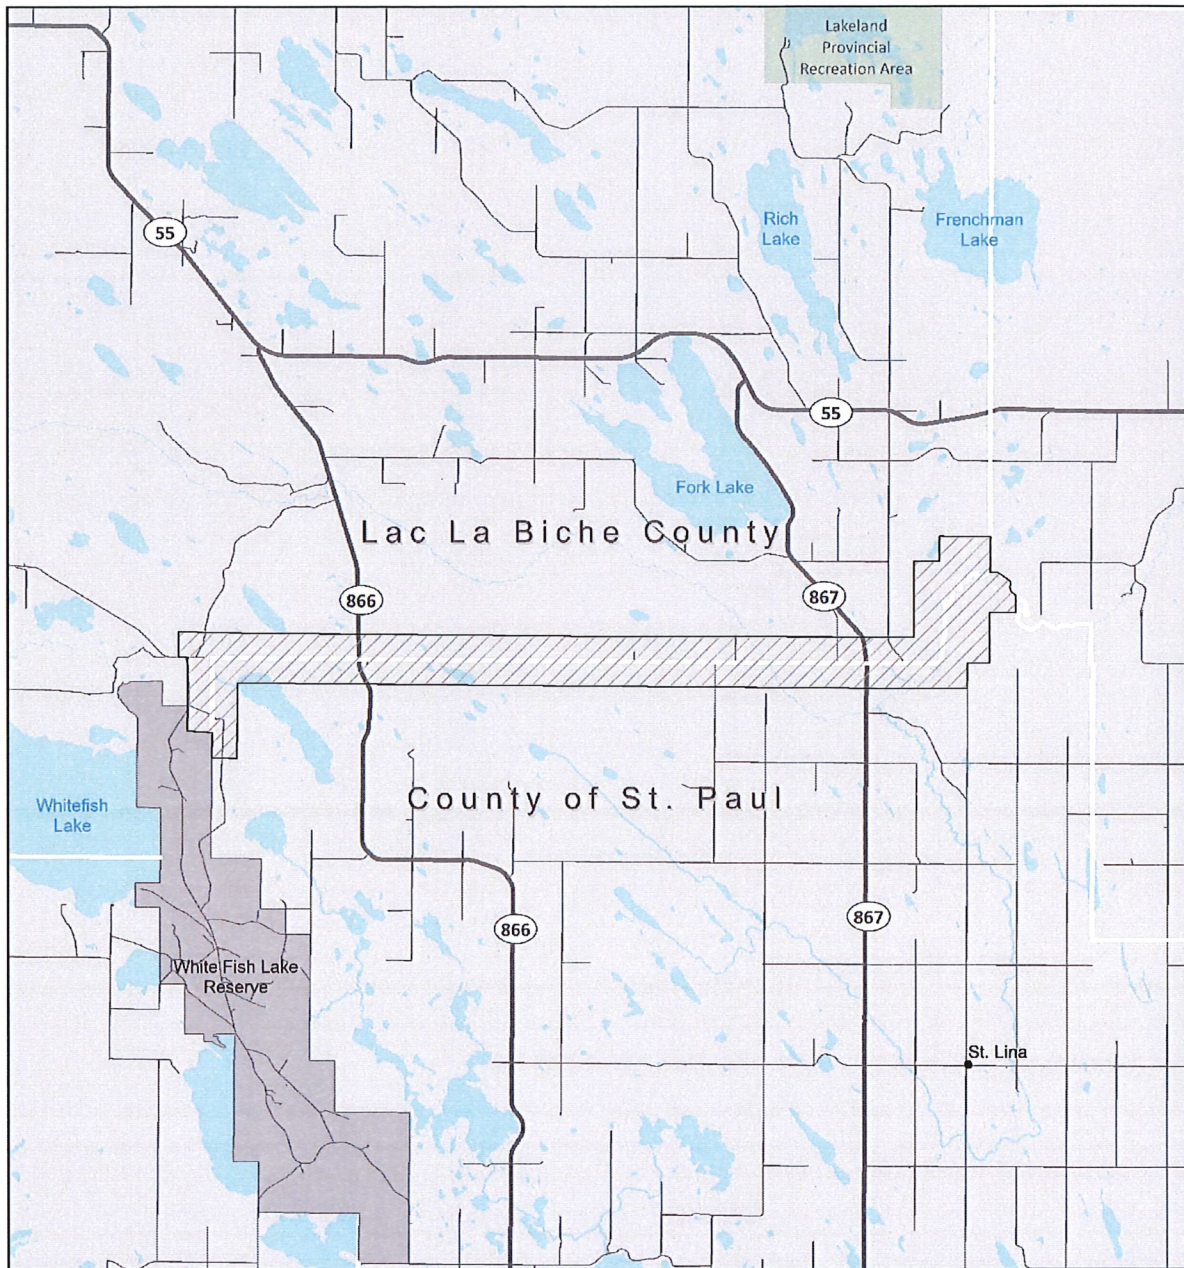 Lakeland
Provincial
Recreation Area
Rich
Lake
Frenchman
Lake
55
55
Fork Lake
Lac La Biche County
866
867
Whitefish
Lake
County of St. Paul
866
867
White Fish Lake
Reserve
St. Lina